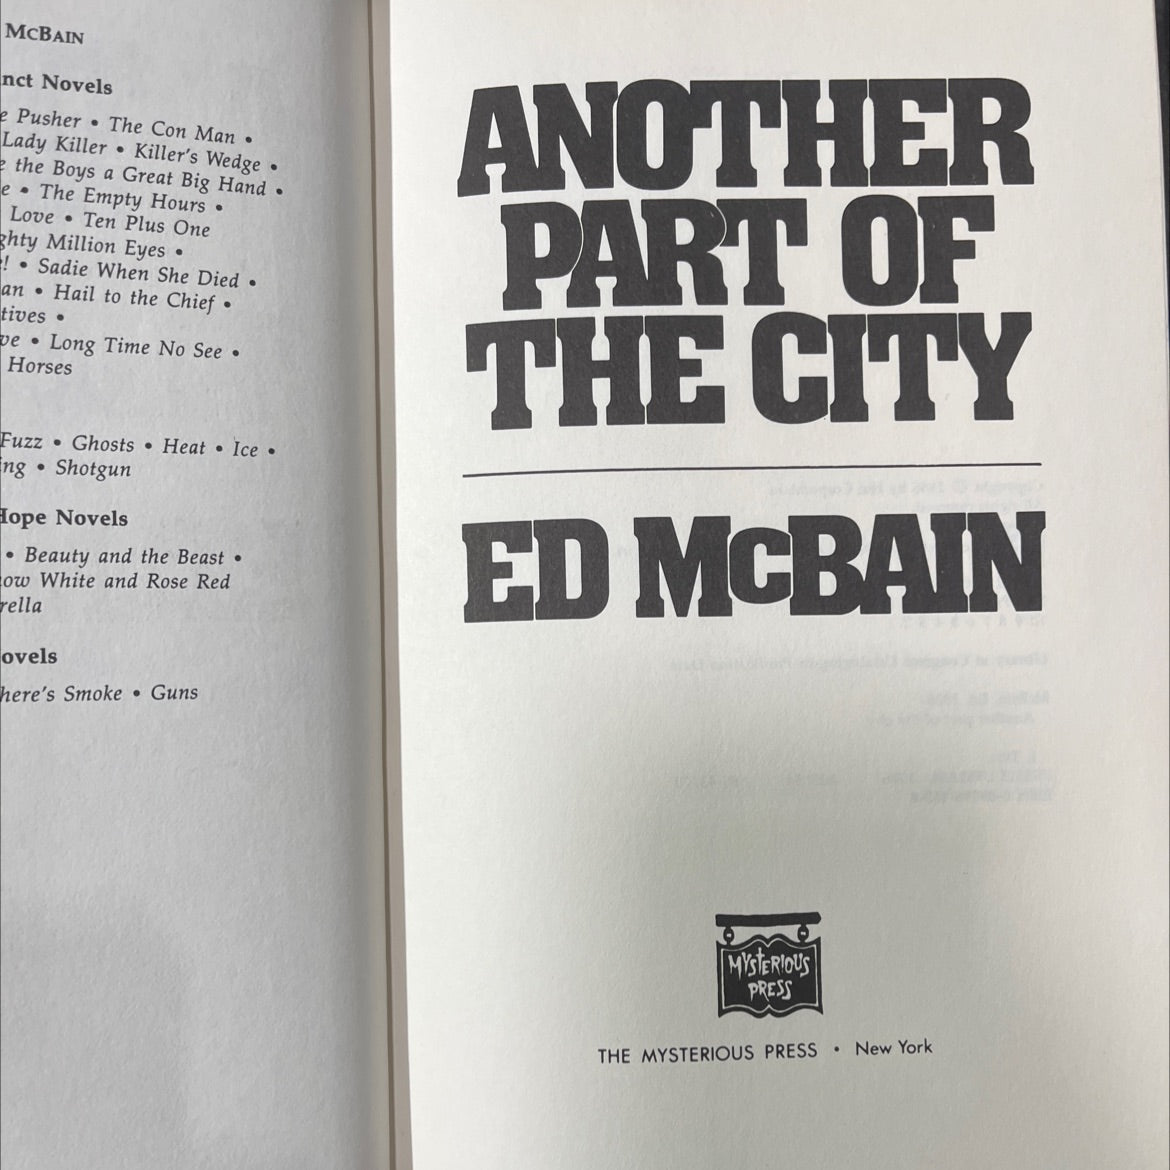 McBAIN
nct Novels
Pusher • The Con Man •
Lady Killer • Killer's Wedge •
the Boys a Great Big Hand •
e • The Empty Hours •
Love • Ten Plus One
ghty Million Eyes •
! • Sadie When She Died •
an • Hail to the Chief •
tives •
ve • Long Time No See •
Horses
Fuzz • Ghosts • Heat • Ice •
ing • Shotgun
Hope Novels
• Beauty and the Beast •
ow White and Rose Red
rella
ovels
here's Smoke • Guns
ANOTHER
PART OF
THE CITY
ED McBAIN
MYSTERIOUS
PRESS
THE MYSTERIOUS PRESS • New York